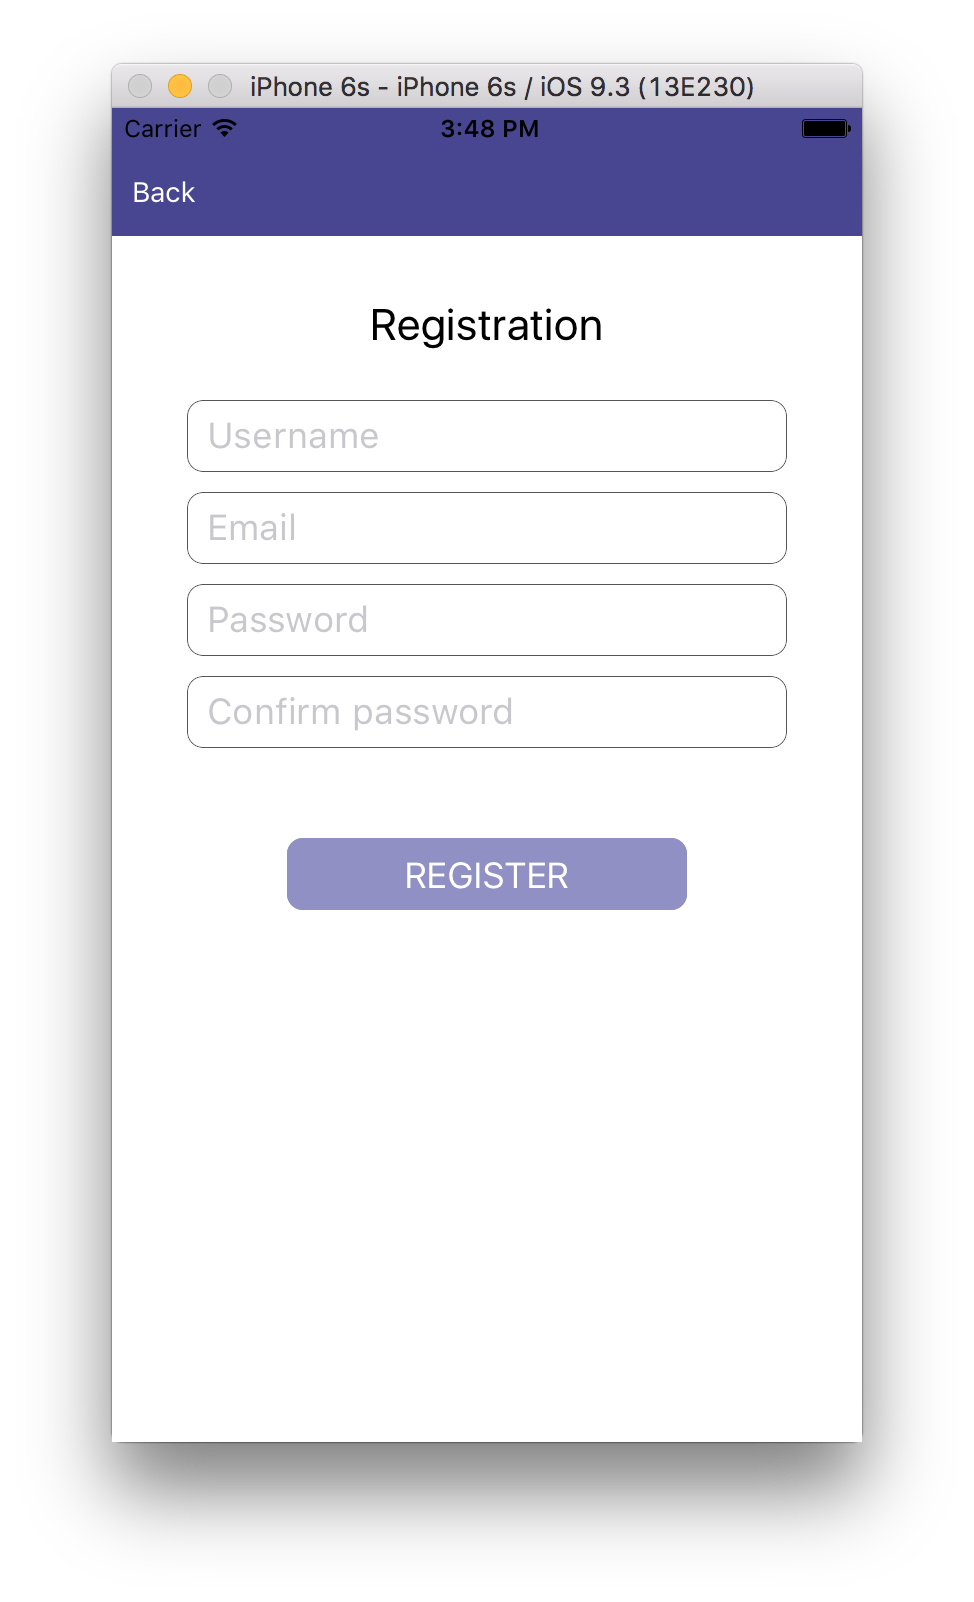 iPhone 6s - iPhone 6s / iOS 9.3 (13E230)
Carrier 3:48 PM
Back
Registration
Username
Email
Password
Confirm password
REGISTER